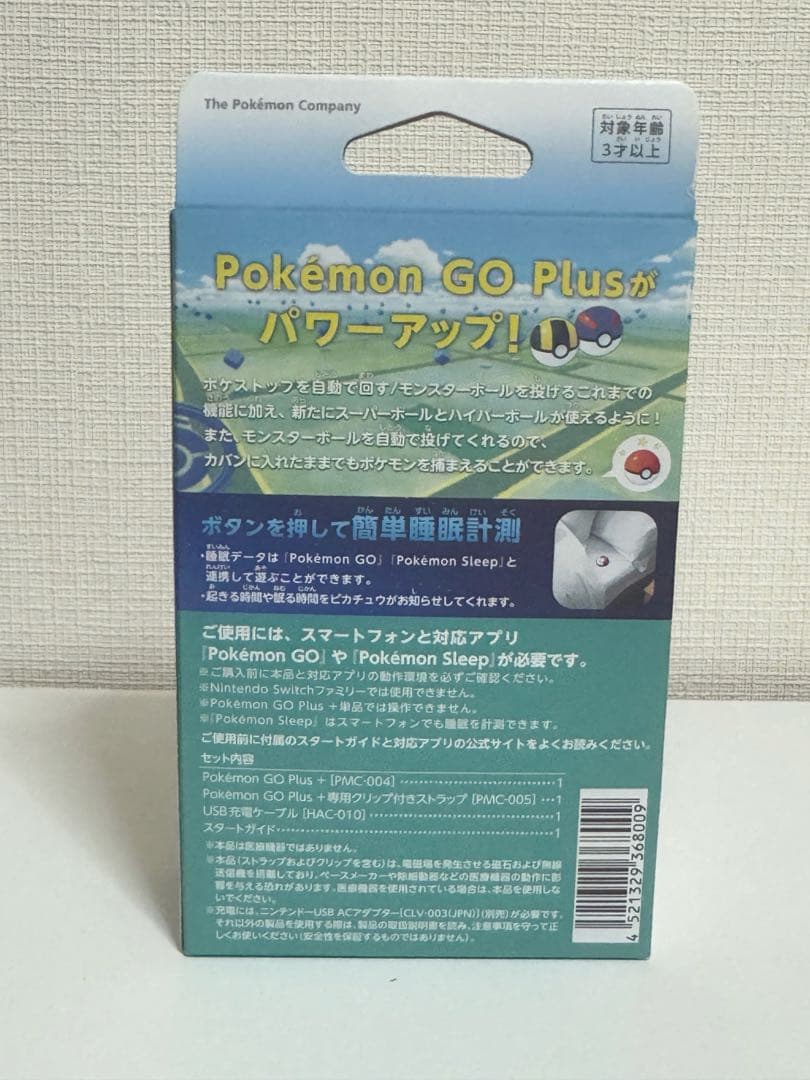 The Pokémon Company
対象年齢
3才以上
Pokémon GO Plusが
パワーアップ!
ポケストップを自動で回す/モンスターボールを投げるこれまでの
機能に加え、新たにスーパーボールとハイパーボールが使えるように!
また、モンスターボールを自動で投げてくれるので、
カバンに入れたままでもポケモンを捕まえることができます。
ボタンを押して簡単睡眠計測
・睡眠データは『Pokémon GO』『Pokémon Sleep』と
連携して遊ぶことができます。
・起きる時間や眠る時間をピカチュウがお知らせしてくれます。
ご使用には、スマートフォンと対応アプリ
『Pokémon GO』や『Pokémon Sleep』が必要です。
※ご購入前に本品と対応アプリの動作環境を必ずご確認ください。
※Nintendo Switchファミリーでは使用できません。
※Pokémon GO Plus +単品では操作できません。
※『Pokémon Sleep』はスマートフォンでも睡眠を計測できます。
ご使用前に付属のスタートガイドと対応アプリの公式サイトをよくお読みください。
セット内容
Pokémon GO Plus + [PMC-004] ……………………………1
Pokémon GO Plus +専用クリップ付きストラップ [PMC-005] …1
USB充電ケーブル [HAC-010] ……………………………1
スタートガイド……………………………………………1
※本品は医療機器ではありません。
※本品(ストラップおよびクリップを含む)は、電磁場を発生させる磁石および無線
送信機を搭載しており、ペースメーカーや除細動器などの医療機器の動作に影
響を与える恐れがあります。医療機器を使用されている場合は、本品を使用しな
いでください。
※充電には、ニンテンドーUSB ACアダプター[CLV-003(JPN)](別売)が必要です。
それ以外の製品を使用する際は、製品の取扱説明書を読み、注意事項を守って正
しくお使いください(安全性を保証するものではありません)。
4 521329 368009